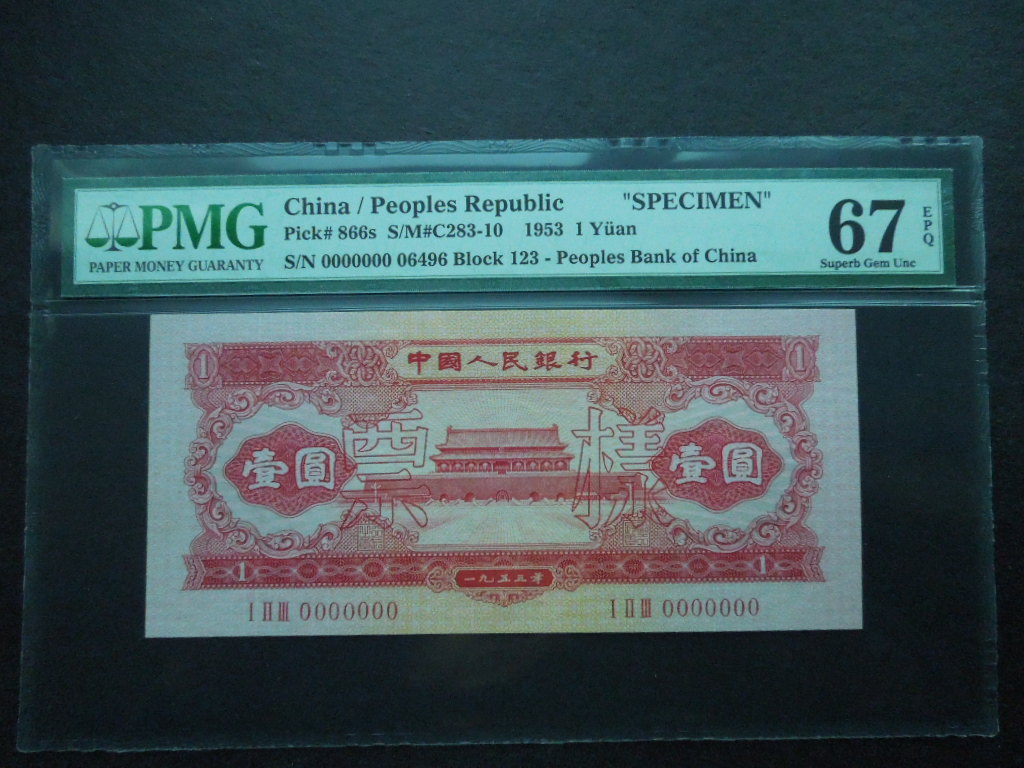 PMG
PAPER MONEY GUARANTY
China / Peoples Republic "SPECIMEN"
Pick# 866s S/M#C283-10 1953 1 Yüan
S/N 0000000 06496 Block 123 - Peoples Bank of China
67
EPQ
Superb Gem Unc
1 中國人民銀行 1
壹圓 票樣 壹圓
1 一九五三年 1
I II III 0000000 I II III 0000000